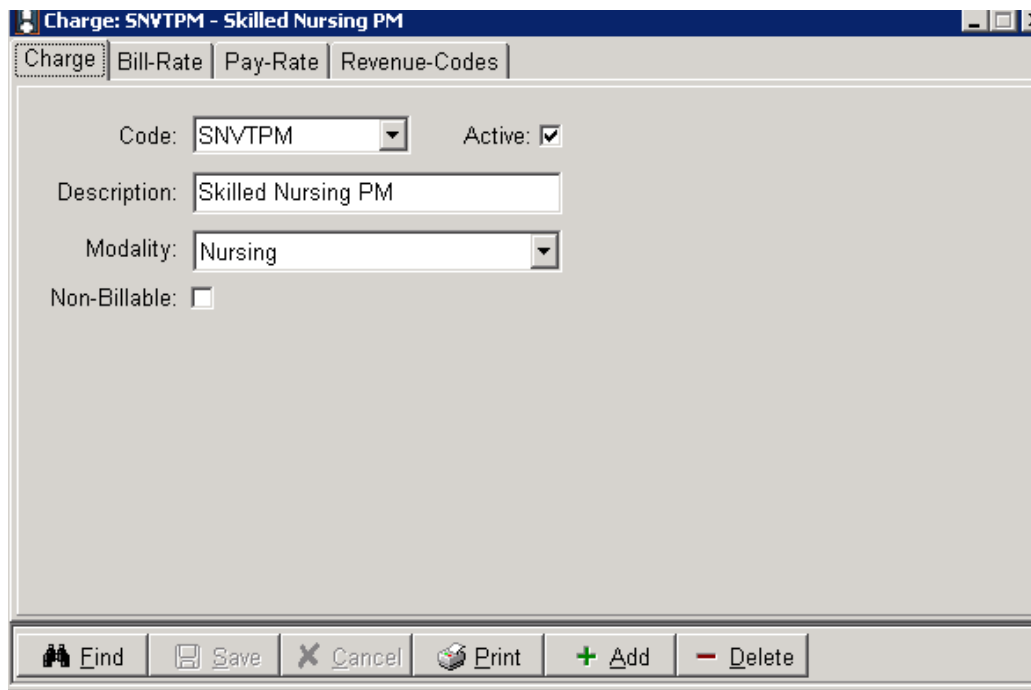 Charge: SNVTPM - Skilled Nursing PM
Charge Bill-Rate Pay-Rate Revenue-Codes
Code: SNVTPM Active:
Description: Skilled Nursing PM
Modality: Nursing
Non-Billable:
Find Save Cancel Print Add Delete